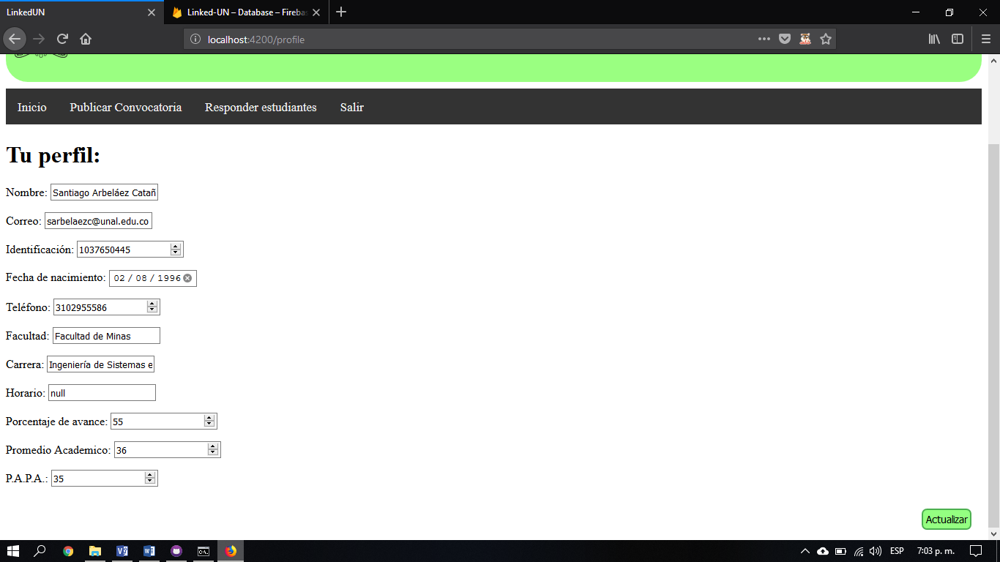 LinkedUN
Linked-UN – Database – Fireba
localhost:4200/profile
Inicio Publicar Convocatoria Responder estudiantes Salir
Tu perfil:
Nombre: Santiago Arbeláez Catañ
Correo: sarbelaezc@unal.edu.co
Identificación: 1037650445
Fecha de nacimiento: 02 / 08 / 1996
Teléfono: 3102955586
Facultad: Facultad de Minas
Carrera: Ingeniería de Sistemas e
Horario: null
Porcentaje de avance: 55
Promedio Academico: 36
P.A.P.A.: 35
Actualizar
ESP 7:03 p. m.